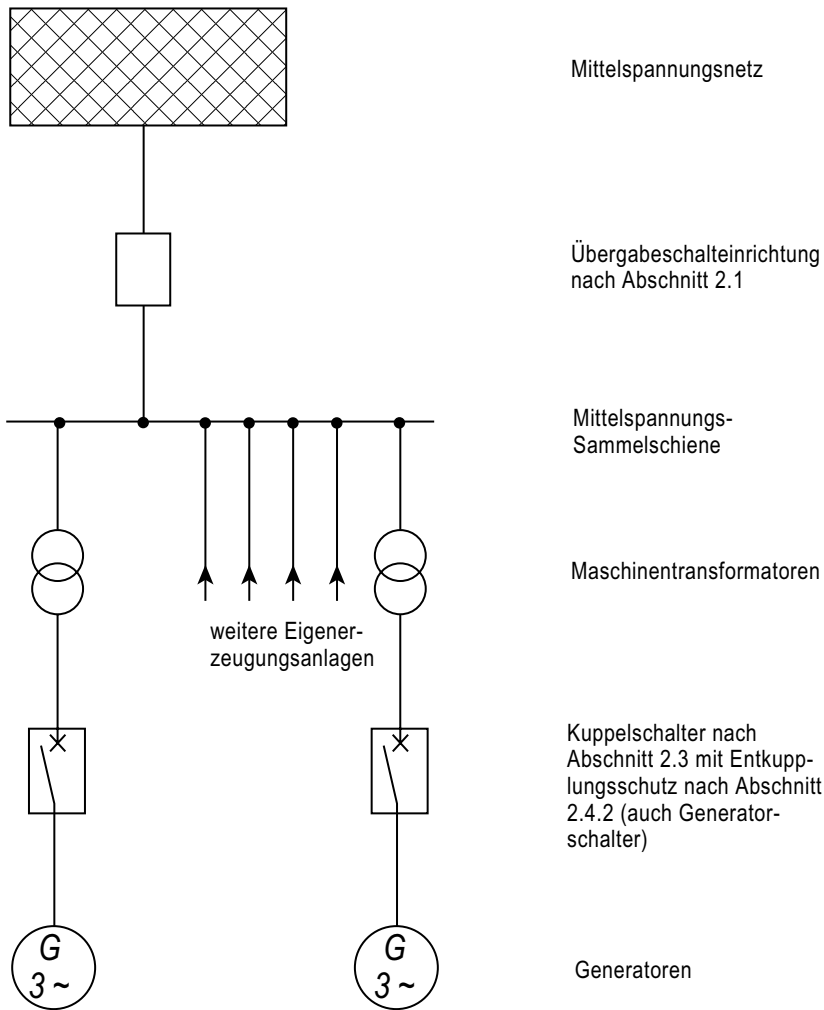 Mittelspannungsnetz
Übergabeschalteinrichtung
nach Abschnitt 2.1
Mittelspannungs-
Sammelschiene
Maschinentransformatoren
weitere Eigener-
zeugungsanlagen
Kuppelschalter nach
Abschnitt 2.3 mit Entkupp-
lungsschutz nach Abschnitt
2.4.2 (auch Generator-
schalter)
G
3 ~
G
3 ~
Generatoren